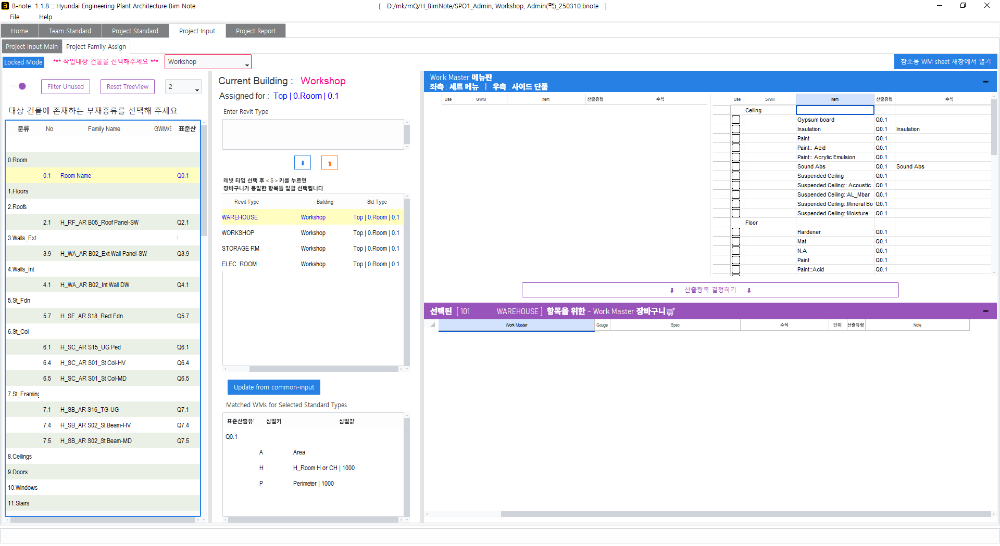 B-note 1.1.8 :: Hyundai Engineering Plant Architecture Bim Note
[ D:/mk/mQ/H_BimNote/SPO1_Admin, Workshop, Admin(맥)_250310.bnote ]
File Help
Home Team Standard Project Standard Project Input Project Report
Project Input Main Project Family Assign
Locked Mode *** 작업대상 건물을 선택해주세요 *** Workshop
참조용 WM sheet 새창에서 열기
Filter Unused Reset TreeView 2
대상 건물에 존재하는 부재종류를 선택해 주세요
분류 No Family Name GWM/S 표준산
0.Room
0.1 Room Name Q0.1
1.Floors
2.Roofs
2.1 H_RF_AR B05_Roof Panel-SW Q2.1
3.Walls_Ext
3.9 H_WA_AR B02_Ext Wall Panel-SW Q3.9
4.Walls_Int
4.1 H_WA_AR B02_Int Wall DW Q4.1
5.St_Fdn
5.7 H_SF_AR S18_Rect Fdn Q5.7
6.St_Col
6.1 H_SC_AR S15_UG Ped Q6.1
6.4 H_SC_AR S01_St Col-HV Q6.4
6.5 H_SC_AR S01_St Col-MD Q6.5
7.St_Framing
7.1 H_SB_AR S16_TG-UG Q7.1
7.4 H_SB_AR S02_St Beam-HV Q7.4
7.5 H_SB_AR S02_St Beam-MD Q7.5
8.Ceilings
9.Doors
10.Windows
11.Stairs
Current Building : Workshop
Assigned for : Top | 0.Room | 0.1
Enter Revit Type
레빗 타입 선택 후 < S > 키를 누르면
장바구니가 동일한 항목들 일괄 선택됩니다.
Revit Type Building Std Type
WAREHOUSE Workshop Top | 0.Room | 0.1
WORKSHOP Workshop Top | 0.Room | 0.1
STORAGE RM Workshop Top | 0.Room | 0.1
ELEC. ROOM Workshop Top | 0.Room | 0.1
Update from common-input
Matched WMs for Selected Standard Types
표준산출유 심벌키 심벌값
Q0.1
A Area
H H_Room H or CH | 1000
P Perimeter | 1000
Work Master 메뉴판
좌측 : 세트 메뉴 | 우측 : 사이드 단품
Use GWM Item 산출유형 수식
Use SWM Item 산출유형 수식
Ceiling
Gypsum board Q0.1
Insulation Q0.1 Insulation
Paint Q0.1
Paint:: Acid Q0.1
Paint:: Acrylic Emulsion Q0.1
Sound Abs Q0.1 Sound Abs
Suspended Ceiling Q0.1
Suspended Ceiling:: Acoustic Q0.1
Suspended Ceiling::AL_Mbar Q0.1
Suspended Ceiling::Mineral Bo Q0.1
Suspended Ceiling::Moisture Q0.1
Floor
Hardener Q0.1
Mat Q0.1
N.A Q0.1
Paint Q0.1
Paint::Acid Q0.1
⬇ 산출항목 결정하기 ⬇
선택된 [ 101 WAREHOUSE ] 항목을 위한 - Work Master 장바구니🛒
Work Master Gauge Spec 수식 단위 산출유형 Note